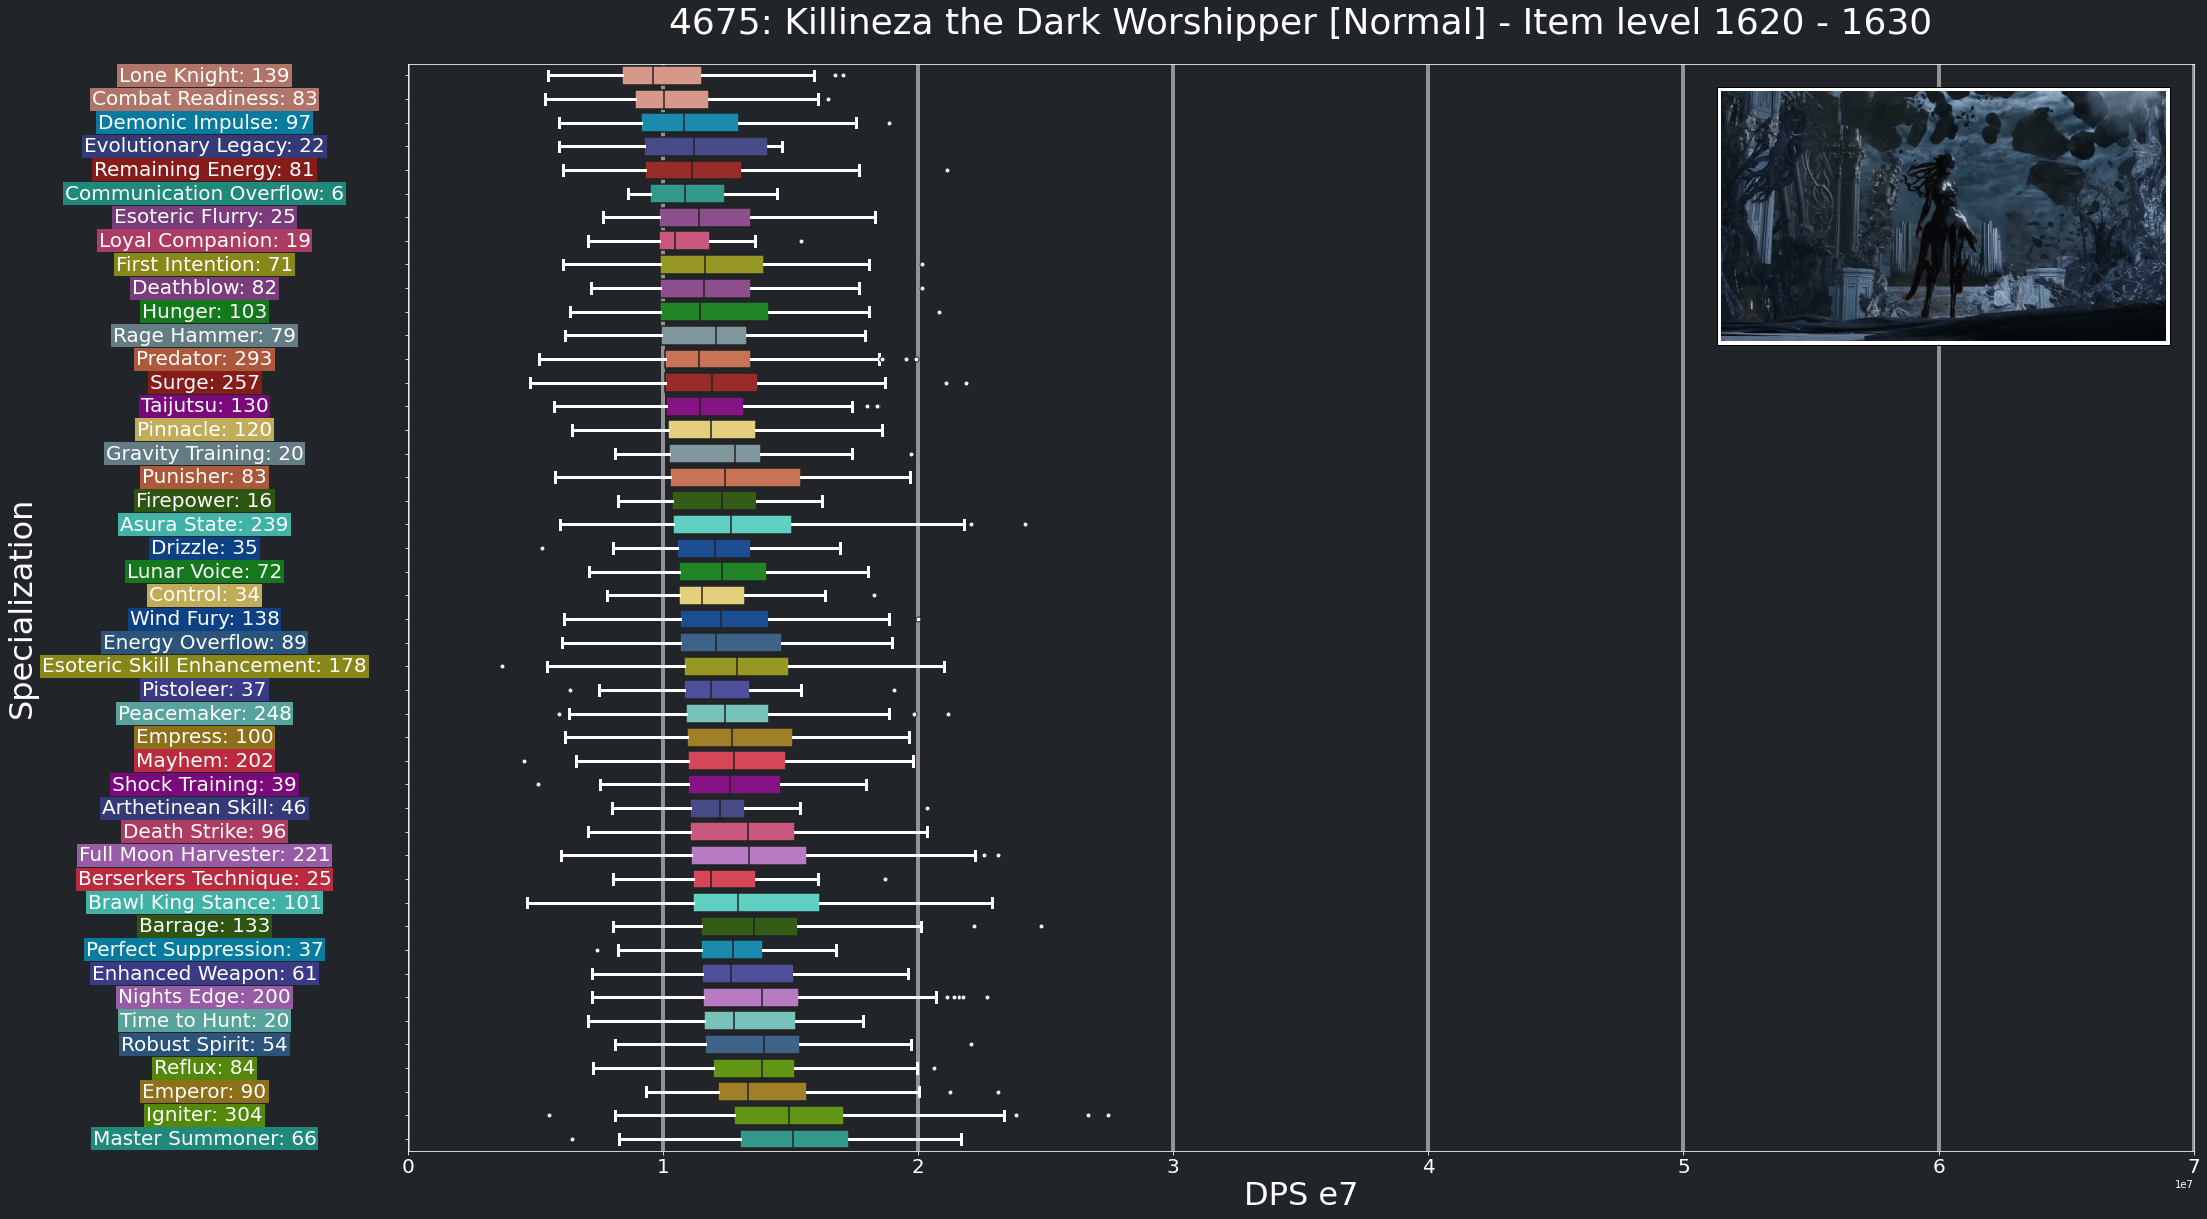 4675: Killineza the Dark Worshipper [Normal] - Item level 1620 - 1630
Specialization
Lone Knight: 139
Combat Readiness: 83
Demonic Impulse: 97
Evolutionary Legacy: 22
Remaining Energy: 81
Communication Overflow: 6
Esoteric Flurry: 25
Loyal Companion: 19
First Intention: 71
Deathblow: 82
Hunger: 103
Rage Hammer: 79
Predator: 293
Surge: 257
Taijutsu: 130
Pinnacle: 120
Gravity Training: 20
Punisher: 83
Firepower: 16
Asura State: 239
Drizzle: 35
Lunar Voice: 72
Control: 34
Wind Fury: 138
Energy Overflow: 89
Esoteric Skill Enhancement: 178
Pistoleer: 37
Peacemaker: 248
Empress: 100
Mayhem: 202
Shock Training: 39
Arthetinean Skill: 46
Death Strike: 96
Full Moon Harvester: 221
Berserkers Technique: 25
Brawl King Stance: 101
Barrage: 133
Perfect Suppression: 37
Enhanced Weapon: 61
Nights Edge: 200
Time to Hunt: 20
Robust Spirit: 54
Reflux: 84
Emperor: 90
Igniter: 304
Master Summoner: 66
0 1 2 3 4 5 6 7
1e7
DPS e7